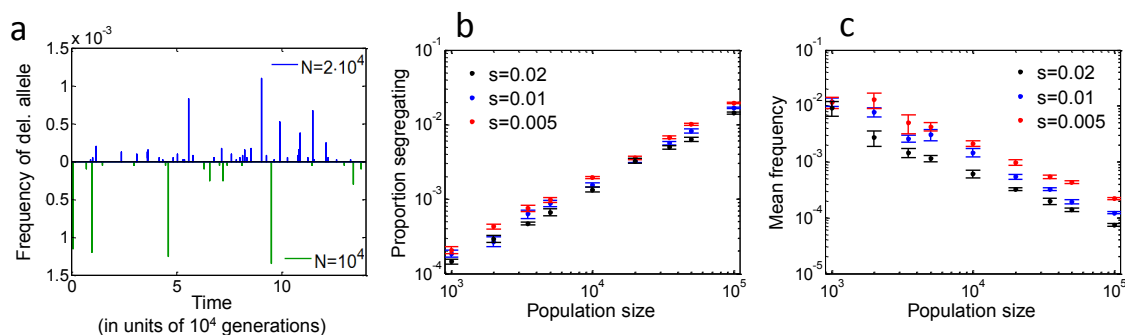 a
1.5 x 10⁻³
1
0.5
0
0.5
1
1.5
N=2·10⁴
N=10⁴
Frequency of del. allele
0 5 10
Time
(in units of 10⁴ generations)
b
10⁻¹
10⁻²
10⁻³
10⁻⁴
s=0.02
s=0.01
s=0.005
Proportion segregating
10³ 10⁴ 10⁵
Population size
c
10⁻¹
10⁻²
10⁻³
10⁻⁴
10⁻⁵
s=0.02
s=0.01
s=0.005
Mean frequency
10³ 10⁴ 10⁵
Population size